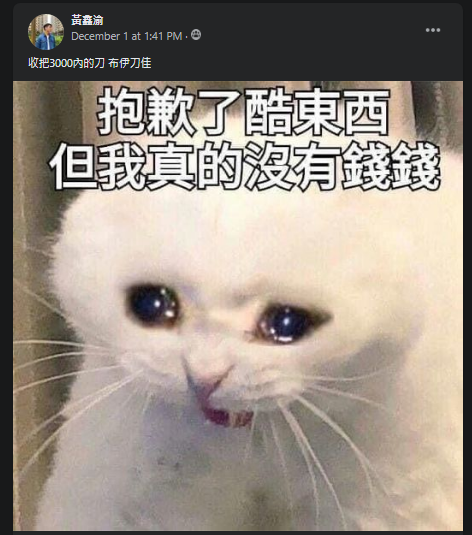 黃鑫渝
December 1 at 1:41 PM ·
收把3000內的刀 布伊刀佳
抱歉了酷東西
但我真的沒有錢錢